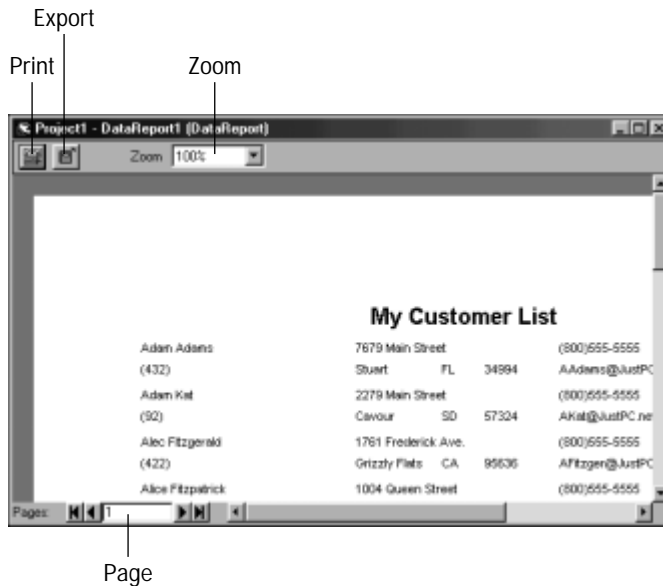 Export
Print Zoom
Project1 - DataReport1 (DataReport)
Zoom 100%
My Customer List
Adam Adams 7679 Main Street (800)555-5555
(432) Stuart FL 34994 AAdams@JustPC
Adam Kat 2279 Main Street (800)555-5555
(92) Cavour SD 57324 AKat@JustPC.ne
Alec Fitzgerald 1761 Frederick Ave. (800)555-5555
(422) Grizzly Flats CA 95636 AFitzger@JustPC
Alice Fitzpatrick 1004 Queen Street (800)555-5555
Pages: 1
Page